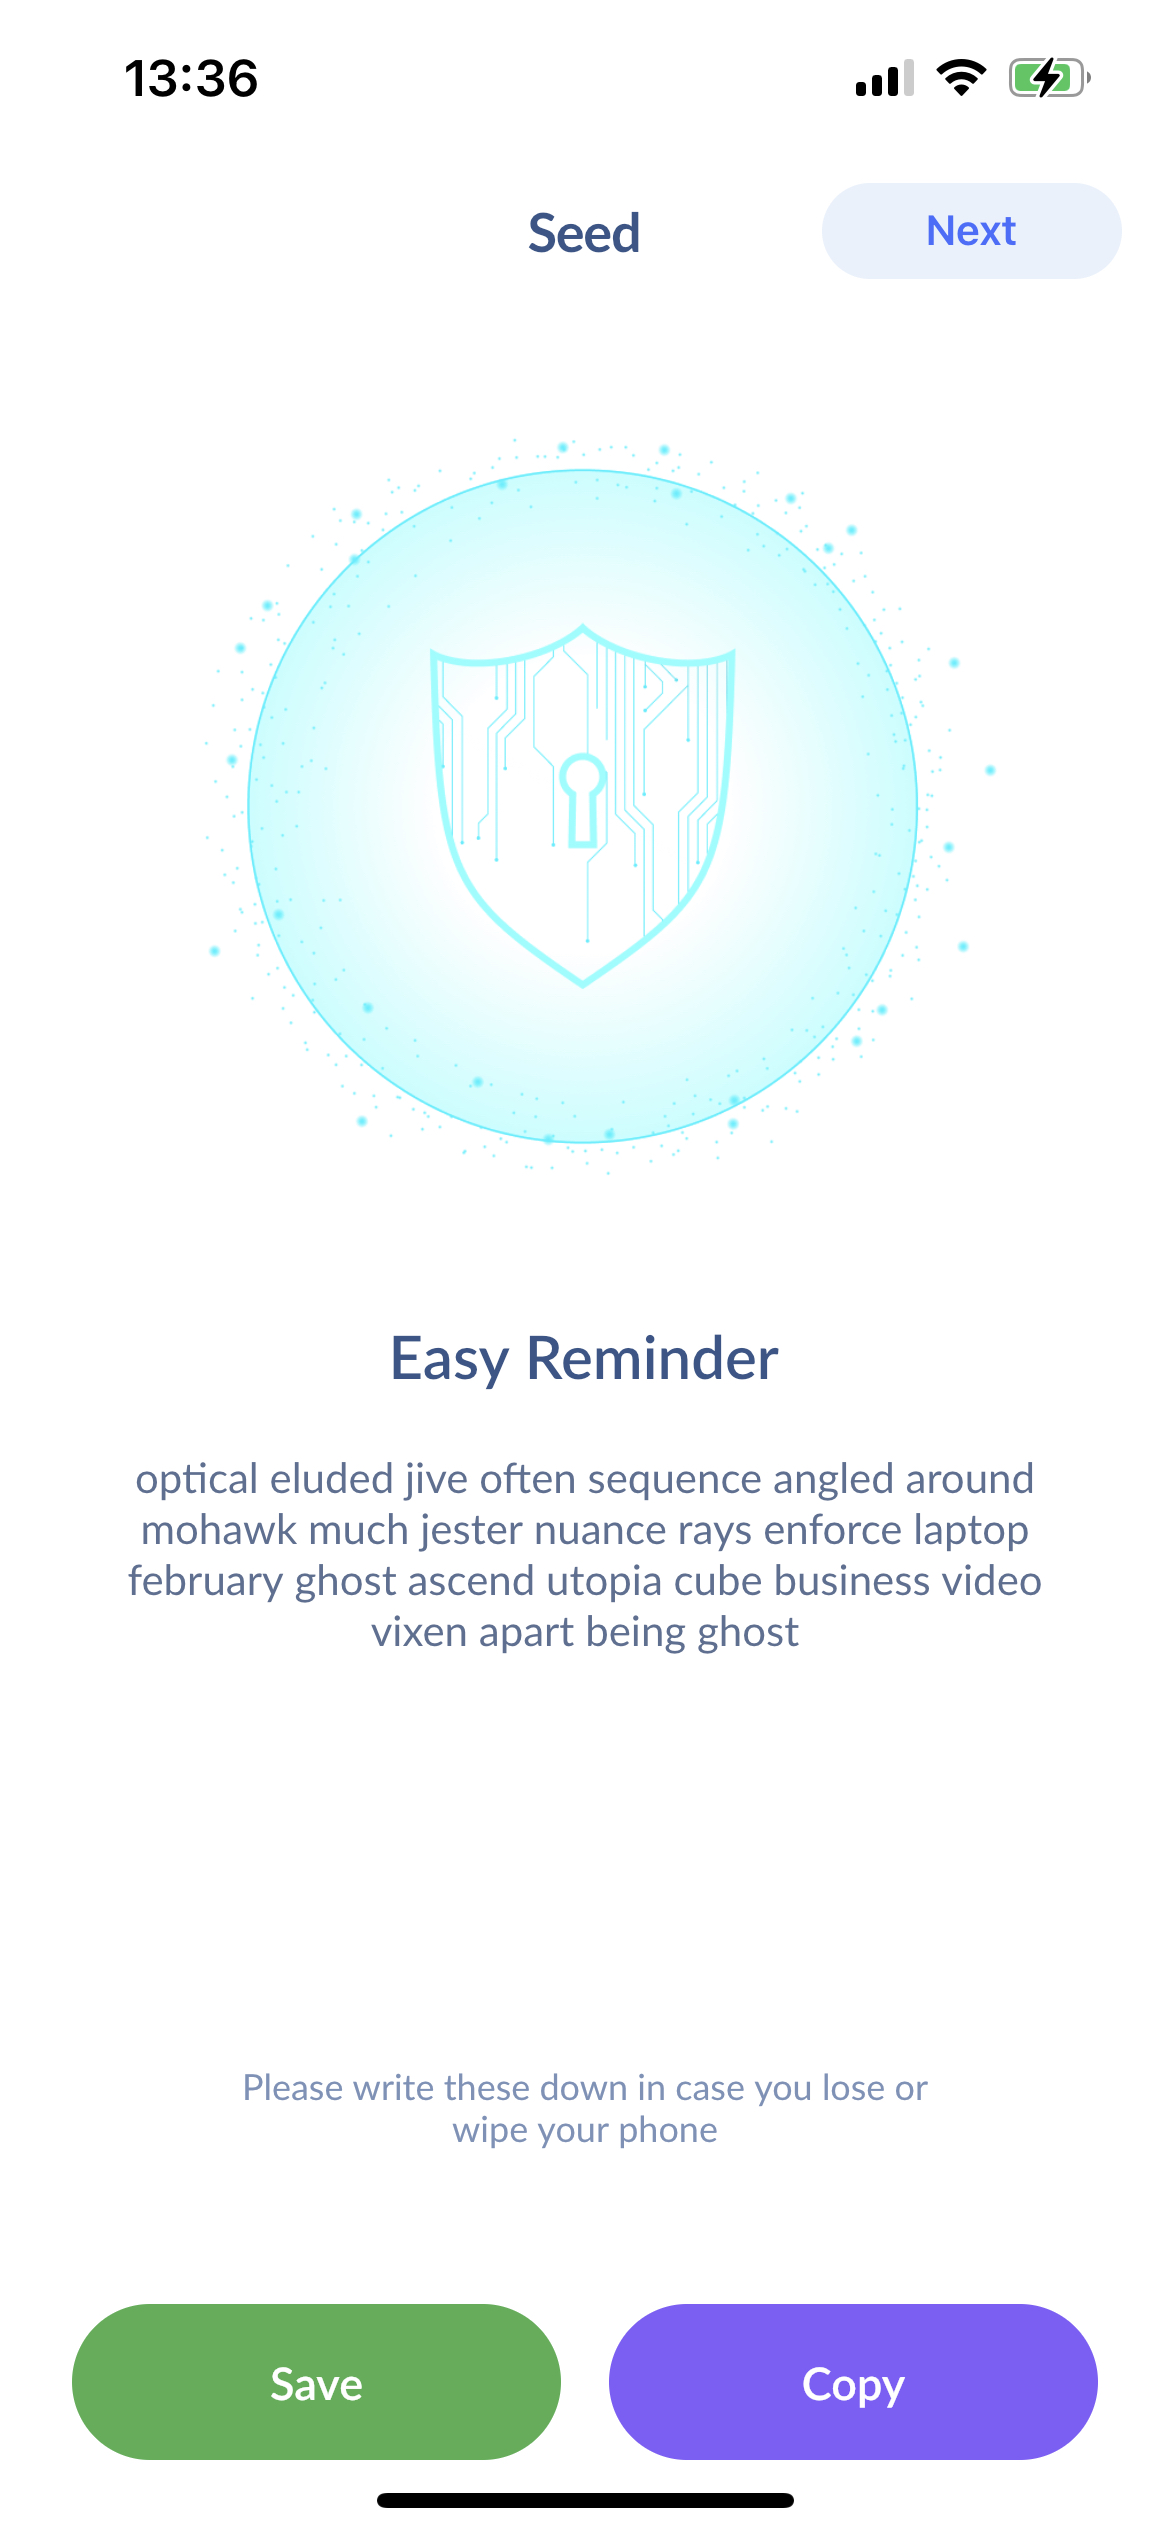 13:36
Seed
Next
Easy Reminder
optical eluded jive often sequence angled around
mohawk much jester nuance rays enforce laptop
february ghost ascend utopia cube business video
vixen apart being ghost
Please write these down in case you lose or
wipe your phone
Save
Copy